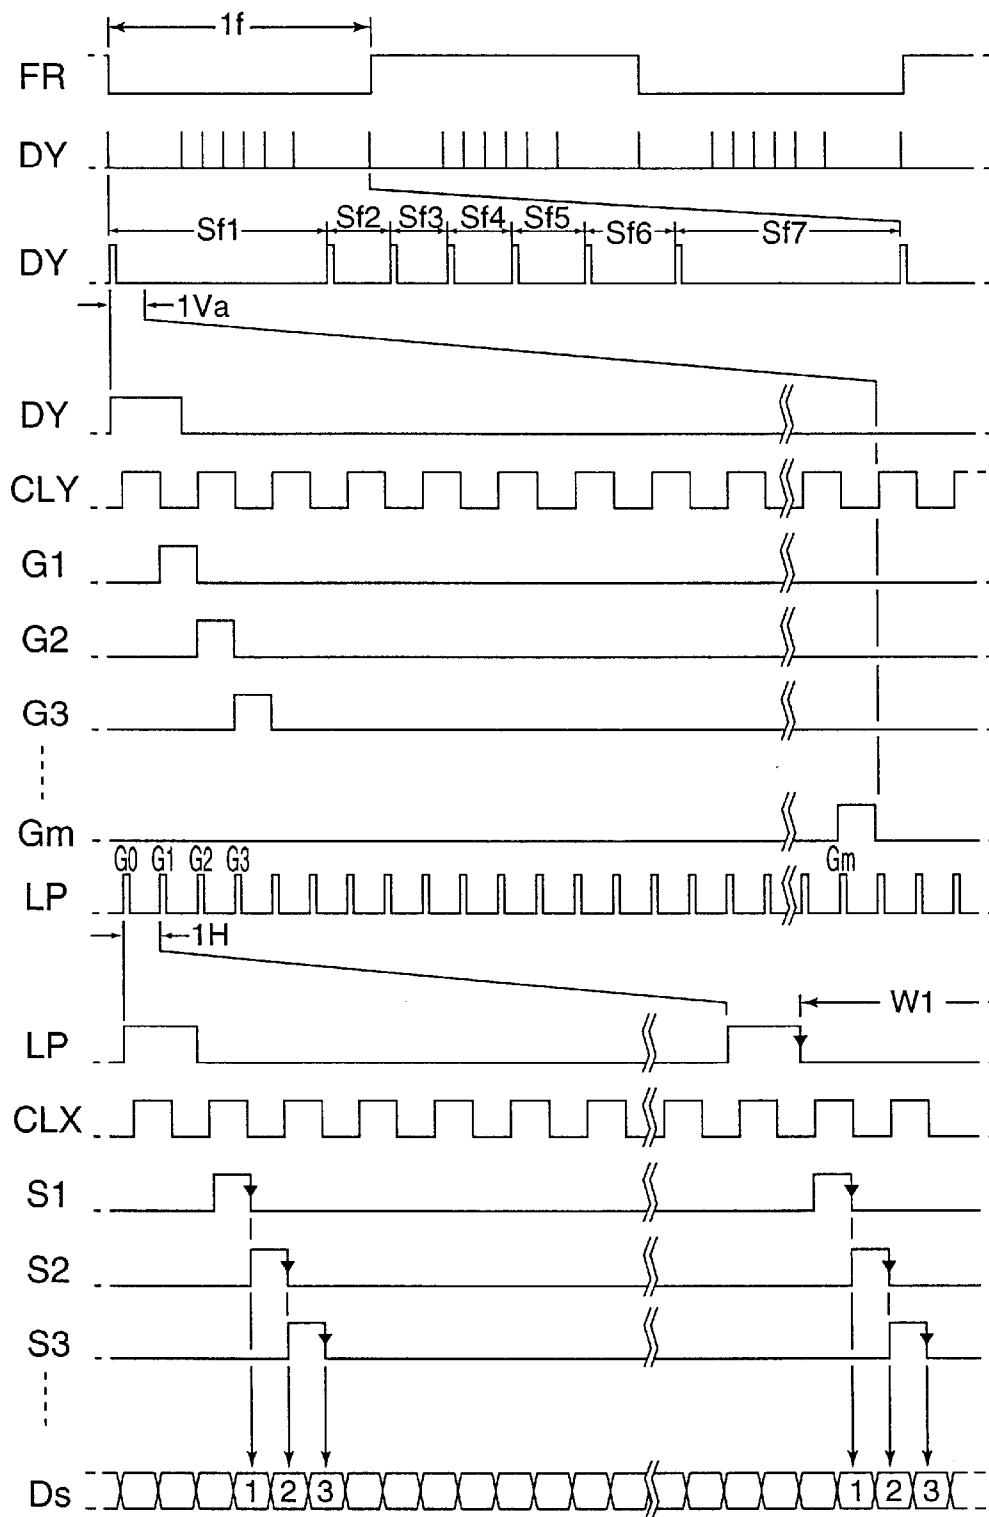 1f
FR
DY
Sf1 Sf2 Sf3 Sf4 Sf5 Sf6 Sf7
DY
1Va
DY
CLY
G1
G2
G3
Gm
G0 G1 G2 G3 Gm
LP
1H
W1
LP
CLX
S1
S2
S3
Ds 1 2 3 1 2 3